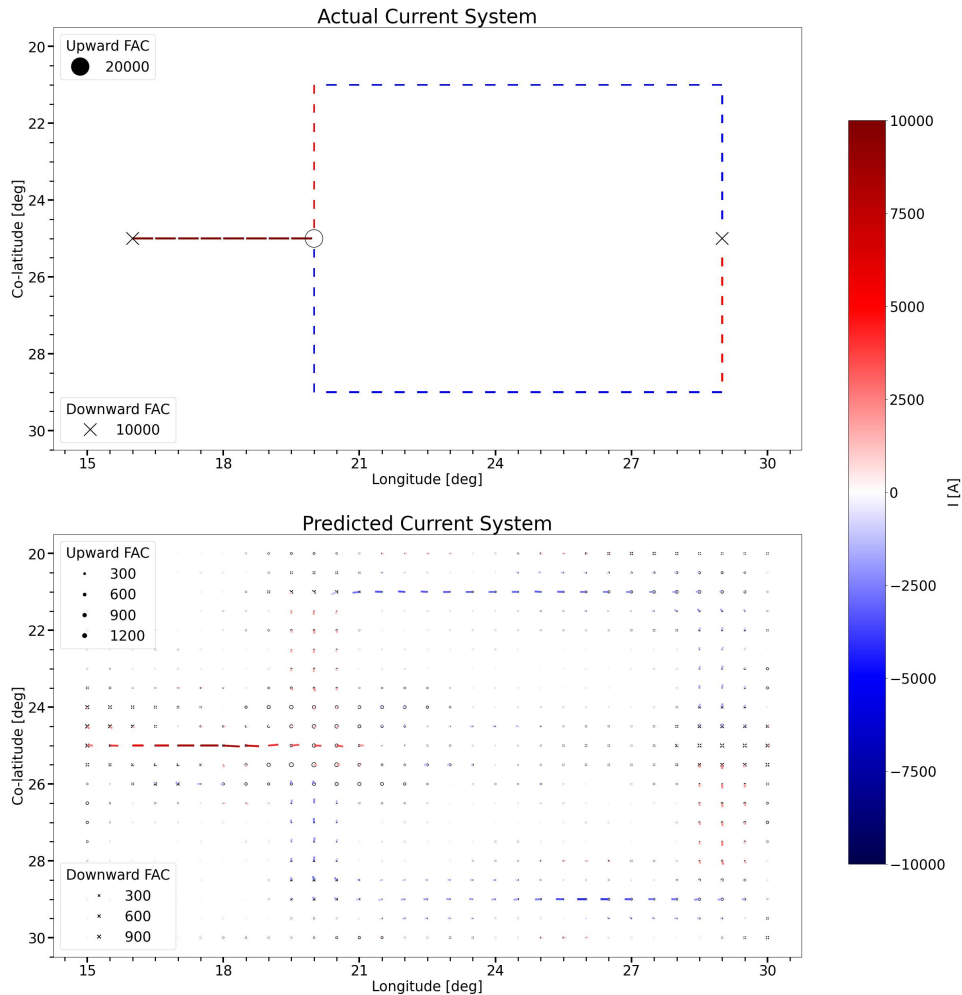 Actual Current System
Upward FAC
20000
Downward FAC
10000
20
22
24
26
28
30
Co-latitude [deg]
15 18 21 24 27 30
Longitude [deg]
Predicted Current System
Upward FAC
300
600
900
1200
Downward FAC
300
600
900
20
22
24
26
28
30
Co-latitude [deg]
15 18 21 24 27 30
Longitude [deg]
10000
7500
5000
2500
0
−2500
−5000
−7500
−10000
I [A]